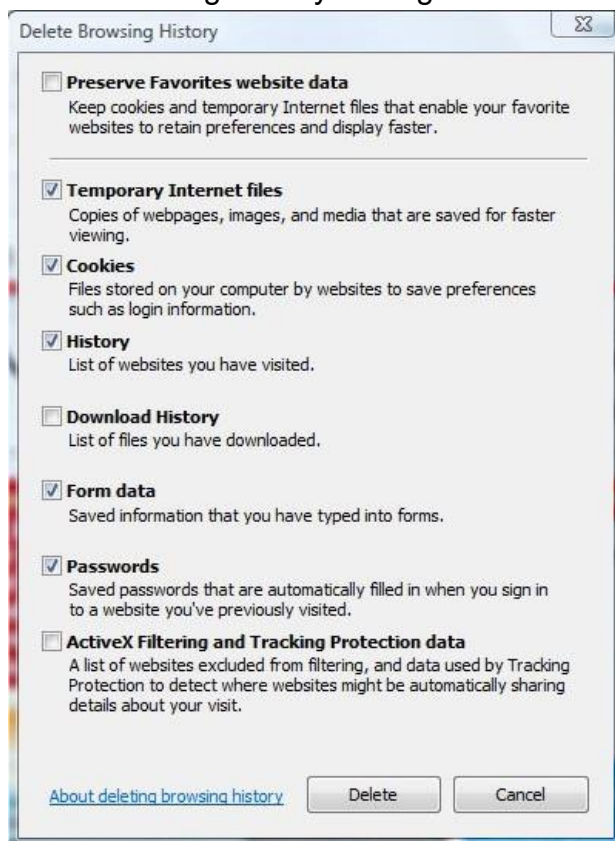 Delete Browsing History
Preserve Favorites website data
Keep cookies and temporary Internet files that enable your favorite
websites to retain preferences and display faster.
Temporary Internet files
Copies of webpages, images, and media that are saved for faster
viewing.
Cookies
Files stored on your computer by websites to save preferences
such as login information.
History
List of websites you have visited.
Download History
List of files you have downloaded.
Form data
Saved information that you have typed into forms.
Passwords
Saved passwords that are automatically filled in when you sign in
to a website you've previously visited.
ActiveX Filtering and Tracking Protection data
A list of websites excluded from filtering, and data used by Tracking
Protection to detect where websites might be automatically sharing
details about your visit.
About deleting browsing history Delete Cancel